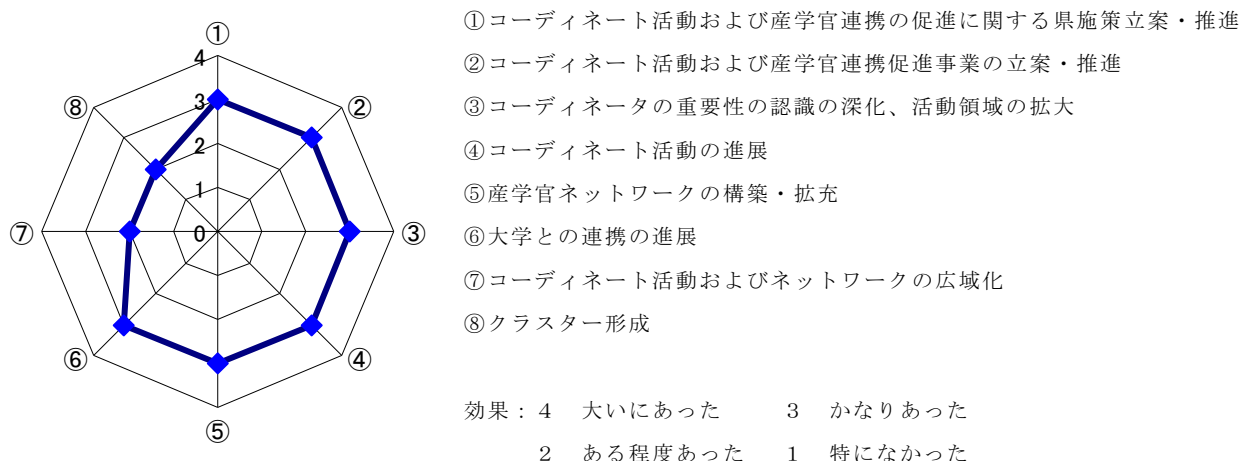 ①
4
⑧
3
②
2
1
⑦
0
③
⑥
④
⑤
①コーディネート活動および産学官連携の促進に関する県施策立案・推進
②コーディネート活動および産学官連携促進事業の立案・推進
③コーディネータの重要性の認識の深化、活動領域の拡大
④コーディネート活動の進展
⑤産学官ネットワークの構築・拡充
⑥大学との連携の進展
⑦コーディネート活動およびネットワークの広域化
⑧クラスター形成
効果：４　大いにあった　　３　かなりあった
２　ある程度あった　１　特になかった